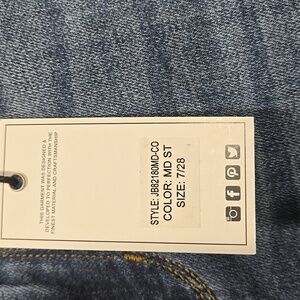 THIS GARMENT WAS DESIGNED &
DEVELOPED TO PERFECTION WITH THE
FINEST MATERIAL AND CRAFTSMANSHIP
STYLE: JB82180MD-CO
COLOR: MD ST
SIZE: 7/28